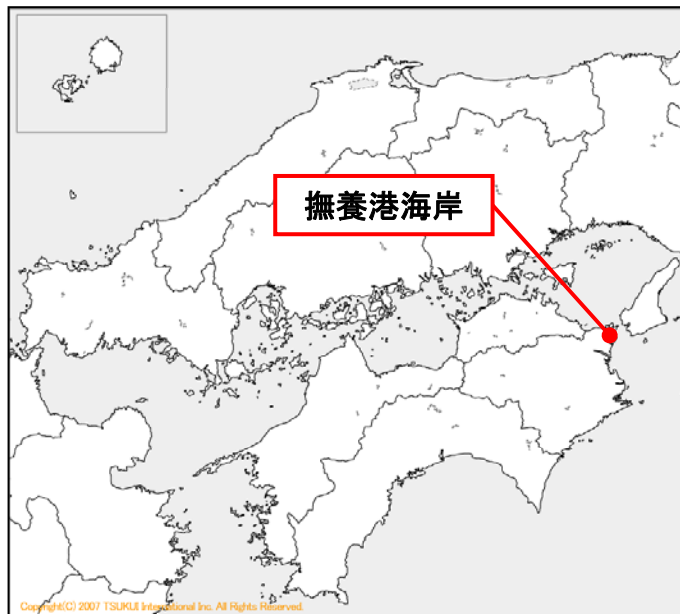 撫養港海岸
Copyright(C) 2007 TSUKUI International Inc. All Rights Reserved.